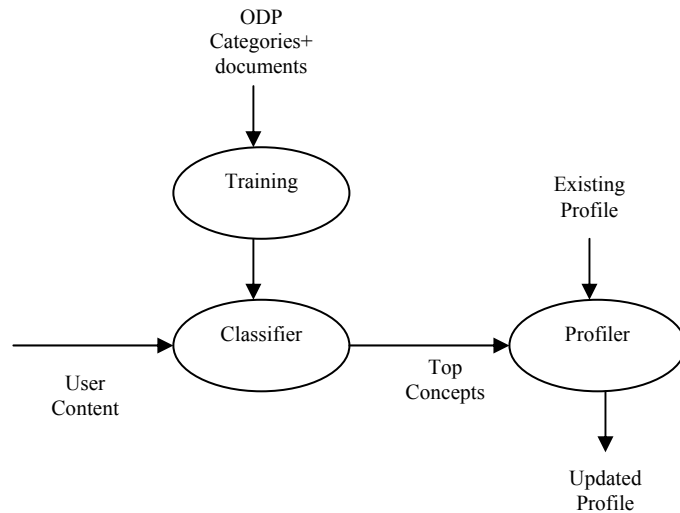 ODP
Categories+
documents
Training
Existing
Profile
Classifier
Profiler
User
Content
Top
Concepts
Updated
Profile